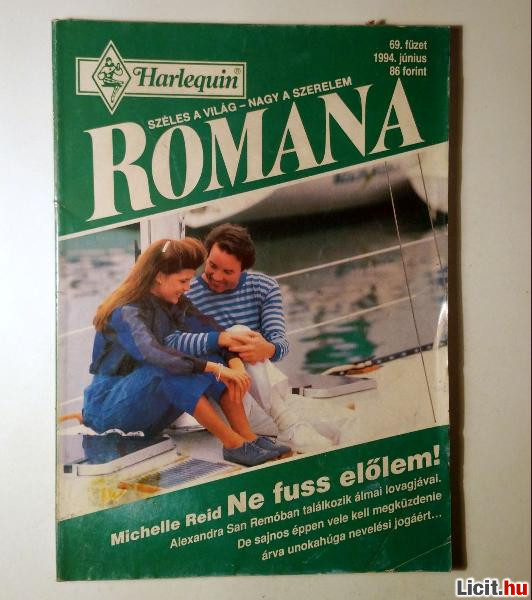 Harlequin®
69. füzet
1994. június
86 forint
SZÉLES A VILÁG – NAGY A SZERELEM
ROMANA
Michelle Reid Ne fuss előlem!
Alexandra San Remóban találkozik álmai lovagjával.
De sajnos éppen vele kell megküzdenie
árva unokahúga nevelési jogáért...
Licit.hu